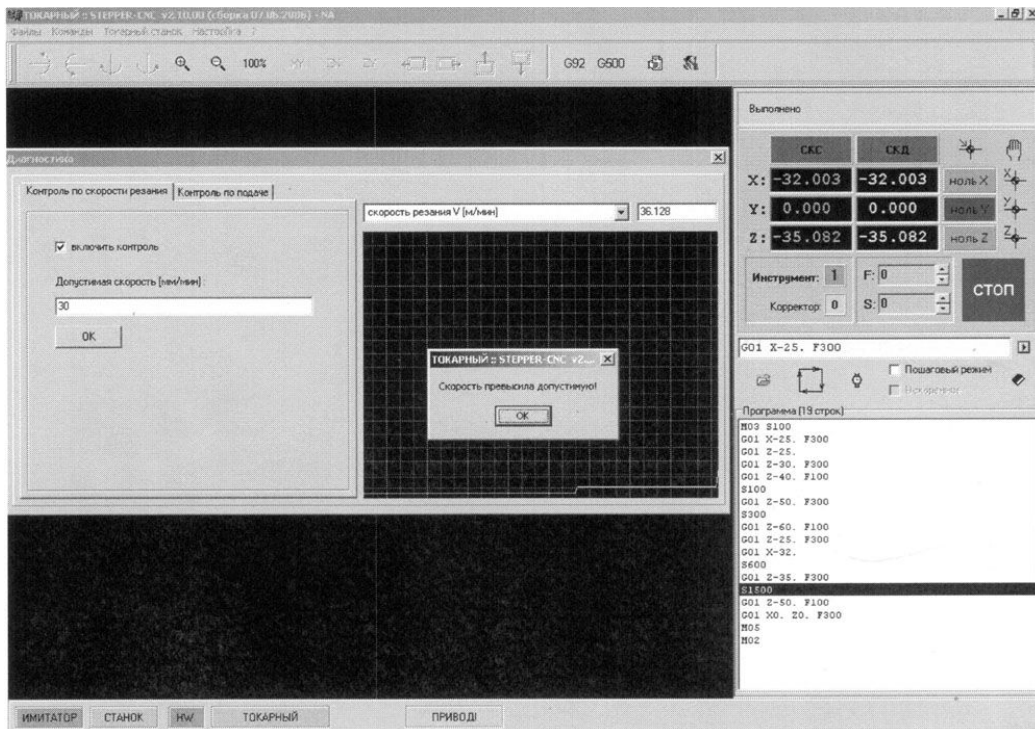 ТОКАРНЫЙ :: STEPPER-CNC v2.10.00 (сборка 07.06.2006) - NA
Файлы Команды Токарный станок Настройка ?
100% XY ZX ZY G92 G500
Выполнено
СКС СКД
X: -32.003 -32.003 ноль X X
Y: 0.000 0.000 ноль Y Y
Z: -35.082 -35.082 ноль Z Z
Инструмент: 1 F: 0
Корректор: 0 S: 0
СТОП
G01 X-25. F300
Пошаговый режим
Программа (19 строк)
M03 S100
G01 X-25. F300
G01 Z-25.
G01 Z-30. F300
G01 Z-40. F100
S100
G01 Z-50. F300
S300
G01 Z-60. F100
G01 Z-25. F300
G01 X-32.
S600
G01 Z-35. F300
S1500
G01 Z-50. F100
G01 X0. Z0. F300
M05
M02
Диагностика
Контроль по скорости резания Контроль по подаче
включить контроль
Допустимая скорость [мм/мин] :
30
OK
скорость резания V [м/мин] 36.128
ТОКАРНЫЙ :: STEPPER-CNC v2....
Скорость превысила допустимую!
OK
ИМИТАТОР СТАНОК HW ТОКАРНЫЙ ПРИВОД!